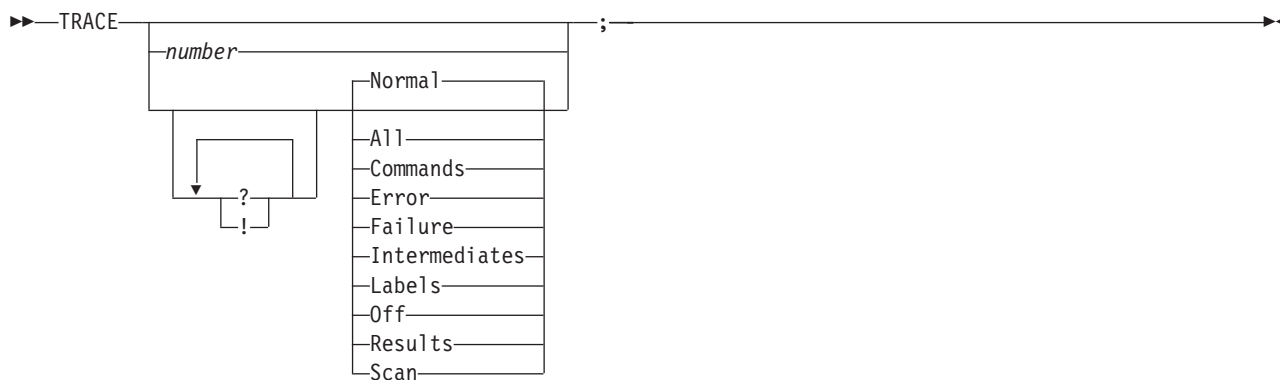 TRACE ;
number
Normal
All
Commands
Error
? Failure
! Intermediates
Labels
Off
Results
Scan